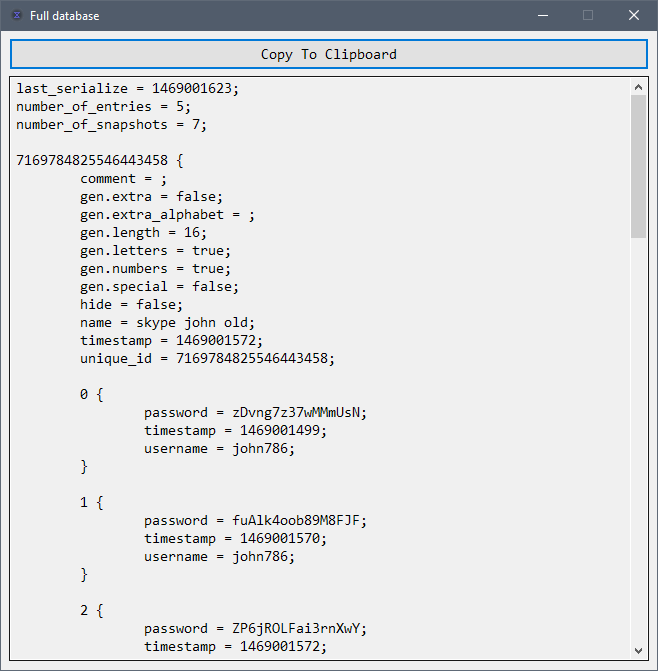 Full database
Copy To Clipboard
last_serialize = 1469001623;
number_of_entries = 5;
number_of_snapshots = 7;
7169784825546443458 {
comment = ;
gen.extra = false;
gen.extra_alphabet = ;
gen.length = 16;
gen.letters = true;
gen.numbers = true;
gen.special = false;
hide = false;
name = skype john old;
timestamp = 1469001572;
unique_id = 7169784825546443458;
0 {
password = zDvng7z37wMMmUsN;
timestamp = 1469001499;
username = john786;
}
1 {
password = fuAlk4oob89M8FJF;
timestamp = 1469001570;
username = john786;
}
2 {
password = ZP6jROLFai3rnXwY;
timestamp = 1469001572;